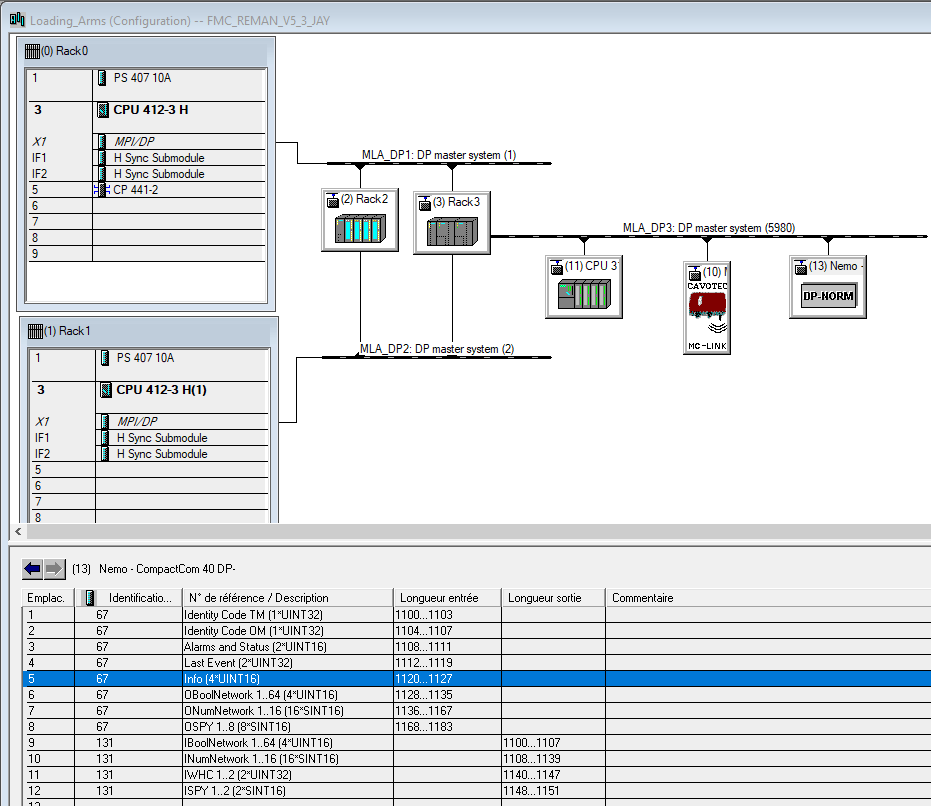 Loading_Arms (Configuration) -- FMC_REMAN_V5_3_JAY
(0) Rack0
1 PS 407 10A
3 CPU 412-3 H
X1 MPI/DP
IF1 H Sync Submodule
IF2 H Sync Submodule
5 CP 441-2
6
7
8
9
(1) Rack1
1 PS 407 10A
3 CPU 412-3 H(1)
X1 MPI/DP
IF1 H Sync Submodule
IF2 H Sync Submodule
5
6
7
8
MLA_DP1: DP master system (1)
(2) Rack2
(3) Rack3
MLA_DP3: DP master system (5980)
(11) CPU 3
(10)
CAVOTEC
MC-LINK
(13) Nemo -
DP-NORM
MLA_DP2: DP master system (2)
(13) Nemo - CompactCom 40 DP-
Emplac. Identificatio... N° de référence / Description Longueur entrée Longueur sortie Commentaire
1 67 Identity Code TM (1*UINT32) 1100...1103
2 67 Identity Code OM (1*UINT32) 1104...1107
3 67 Alarms and Status (2*UINT16) 1108...1111
4 67 Last Event (2*UINT32) 1112...1119
5 67 Info (4*UINT16) 1120...1127
6 67 OBoolNetwork 1..64 (4*UINT16) 1128...1135
7 67 ONumNetwork 1..16 (16*SINT16) 1136...1167
8 67 OSPY 1..8 (8*SINT16) 1168...1183
9 131 IBoolNetwork 1..64 (4*UINT16) 1100...1107
10 131 INumNetwork 1..16 (16*SINT16) 1108...1139
11 131 IWHC 1..2 (2*UINT32) 1140...1147
12 131 ISPY 1..2 (2*SINT16) 1148...1151